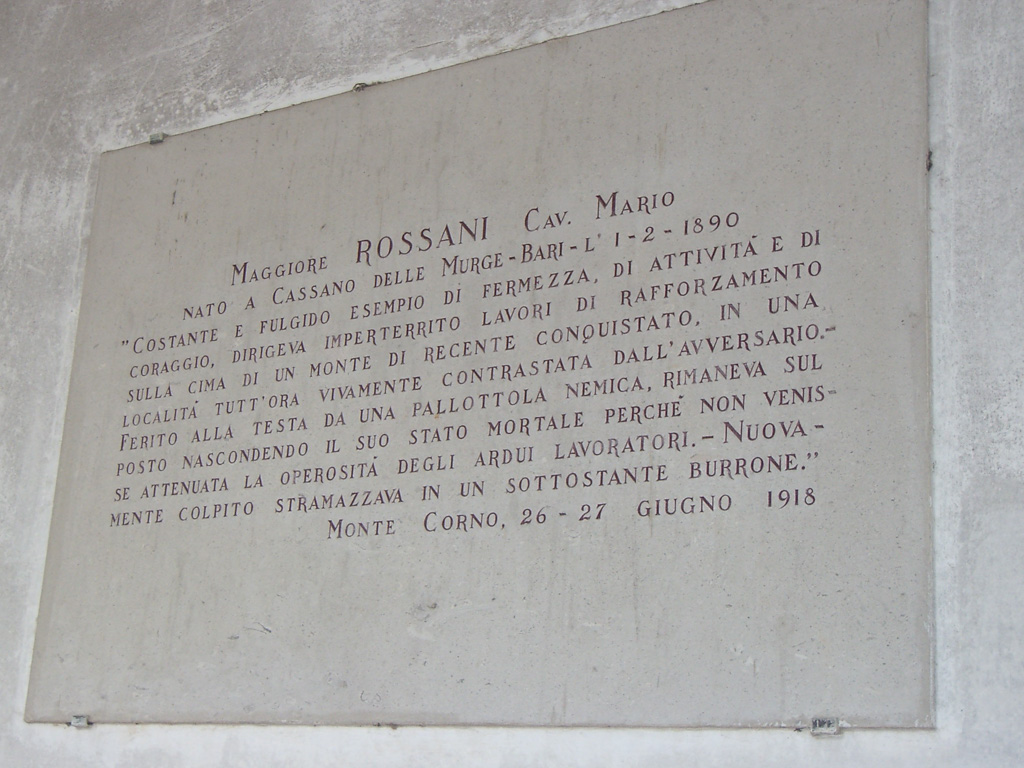 MAGGIORE ROSSANI CAV. MARIO
NATO A CASSANO DELLE MURGE-BARI-L' 1-2-1890
"COSTANTE E FULGIDO ESEMPIO DI FERMEZZA, DI ATTIVITÀ E DI
CORAGGIO, DIRIGEVA IMPERTERRITO LAVORI DI RAFFORZAMENTO
SULLA CIMA DI UN MONTE DI RECENTE CONQUISTATO, IN UNA
LOCALITÀ TUTT'ORA VIVAMENTE CONTRASTATA DALL'AVVERSARIO.-
FERITO ALLA TESTA DA UNA PALLOTTOLA NEMICA, RIMANEVA SUL
POSTO NASCONDENDO IL SUO STATO MORTALE PERCHÈ NON VENIS-
SE ATTENUATA LA OPEROSITÀ DEGLI ARDUI LAVORATORI.- NUOVA-
MENTE COLPITO STRAMAZZAVA IN UN SOTTOSTANTE BURRONE."
MONTE CORNO, 26-27 GIUGNO 1918